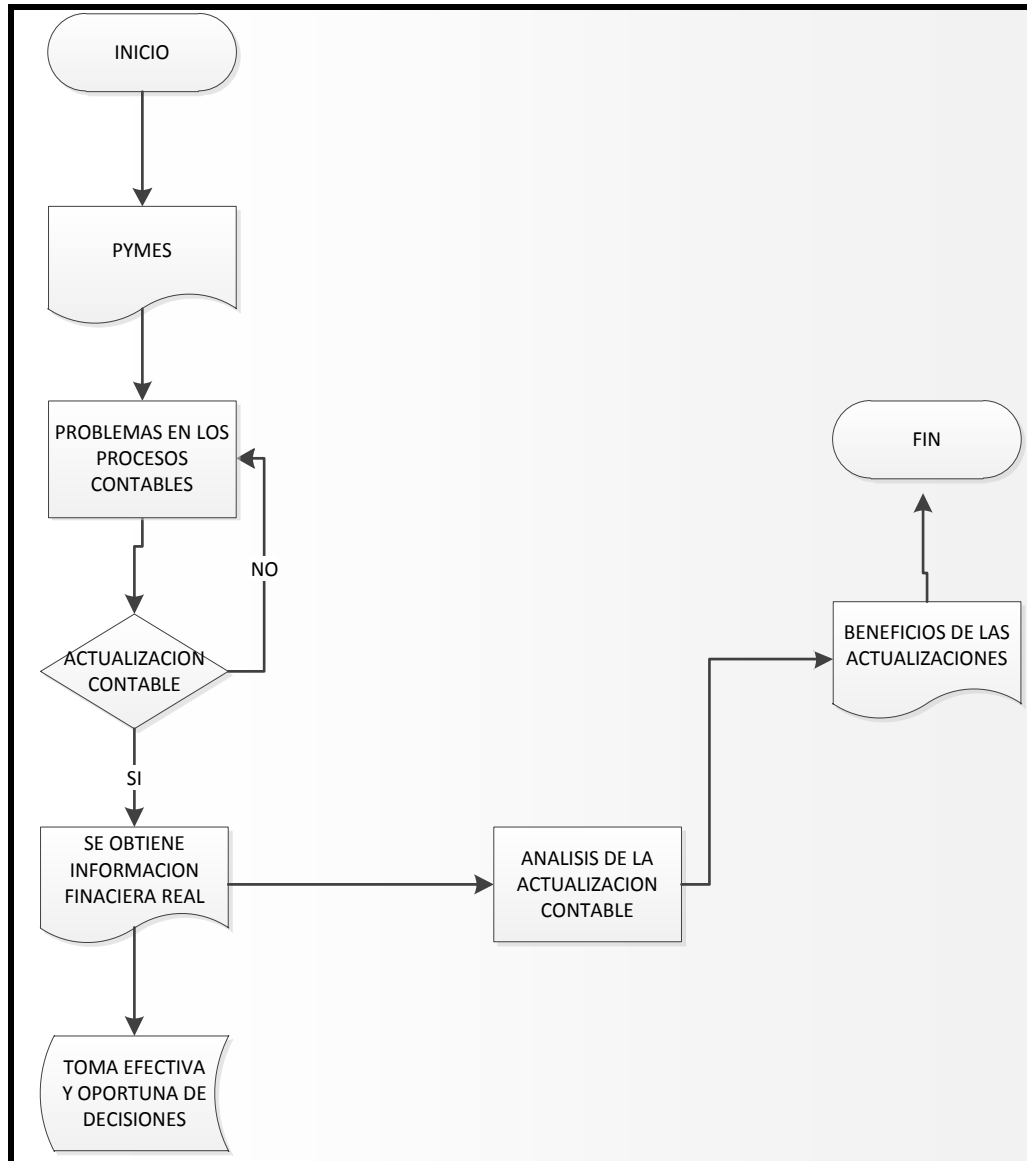 INICIO
PYMES
PROBLEMAS EN LOS
PROCESOS
CONTABLES
NO
ACTUALIZACION
CONTABLE
SI
SE OBTIENE
INFORMACION
FINACIERA REAL
TOMA EFECTIVA
Y OPORTUNA DE
DECISIONES
ANALISIS DE LA
ACTUALIZACION
CONTABLE
BENEFICIOS DE LAS
ACTUALIZACIONES
FIN